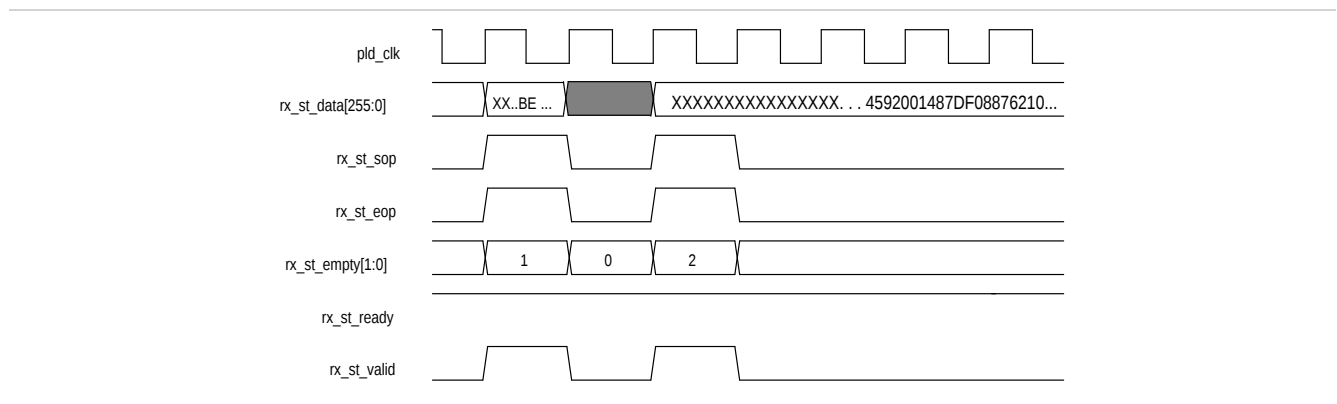 pld_clk
rx_st_data[255:0] XX..BE ... XXXXXXXXXXXXXXXX. . . 4592001487DF08876210...
rx_st_sop
rx_st_eop
rx_st_empty[1:0] 1 0 2
rx_st_ready
rx_st_valid